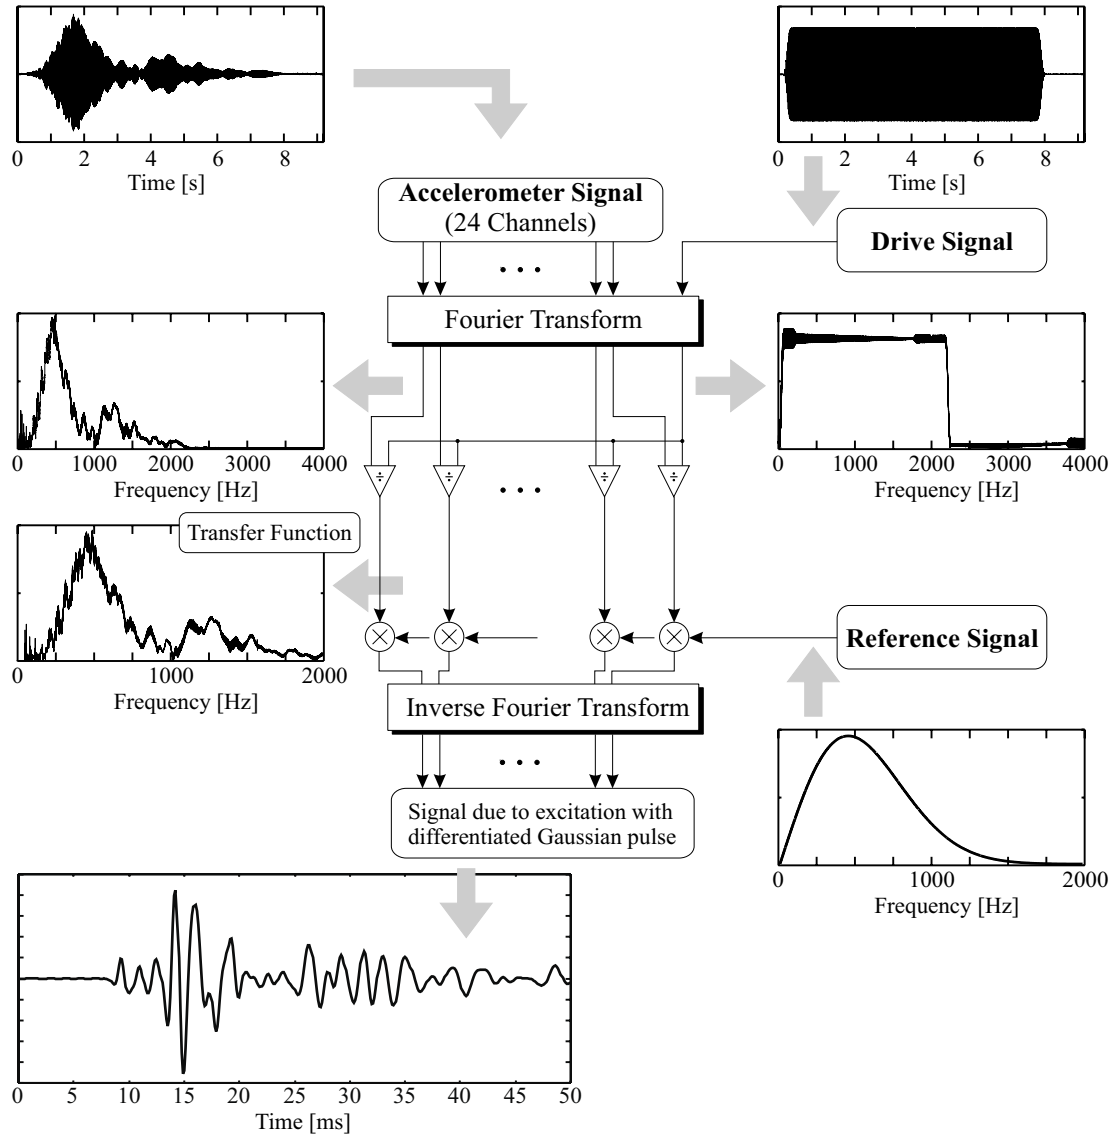 0 2 4 6 8
Time [s]
0 2 4 6 8
Time [s]
Accelerometer Signal
(24 Channels)
Drive Signal
• • •
Fourier Transform
0 1000 2000 3000 4000
Frequency [Hz]
0 1000 2000 3000 4000
Frequency [Hz]
÷ ÷ ÷ ÷
• • •
Transfer Function
0 1000 2000
Frequency [Hz]
× × × ×
Reference Signal
Inverse Fourier Transform
• • •
Signal due to excitation with
differentiated Gaussian pulse
0 1000 2000
Frequency [Hz]
0 5 10 15 20 25 30 35 40 45 50
Time [ms]